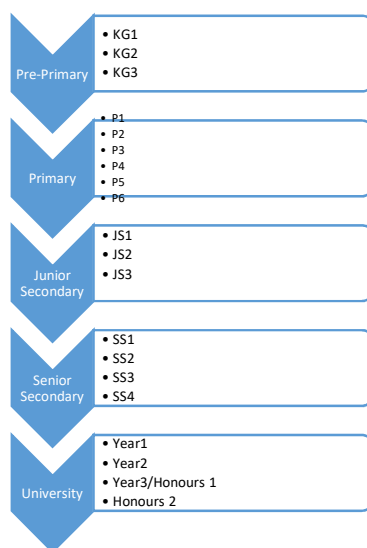 Pre-Primary
• KG1
• KG2
• KG3
Primary
• P1
• P2
• P3
• P4
• P5
• P6
Junior
Secondary
• JS1
• JS2
• JS3
Senior
Secondary
• SS1
• SS2
• SS3
• SS4
University
• Year1
• Year2
• Year3/Honours 1
• Honours 2